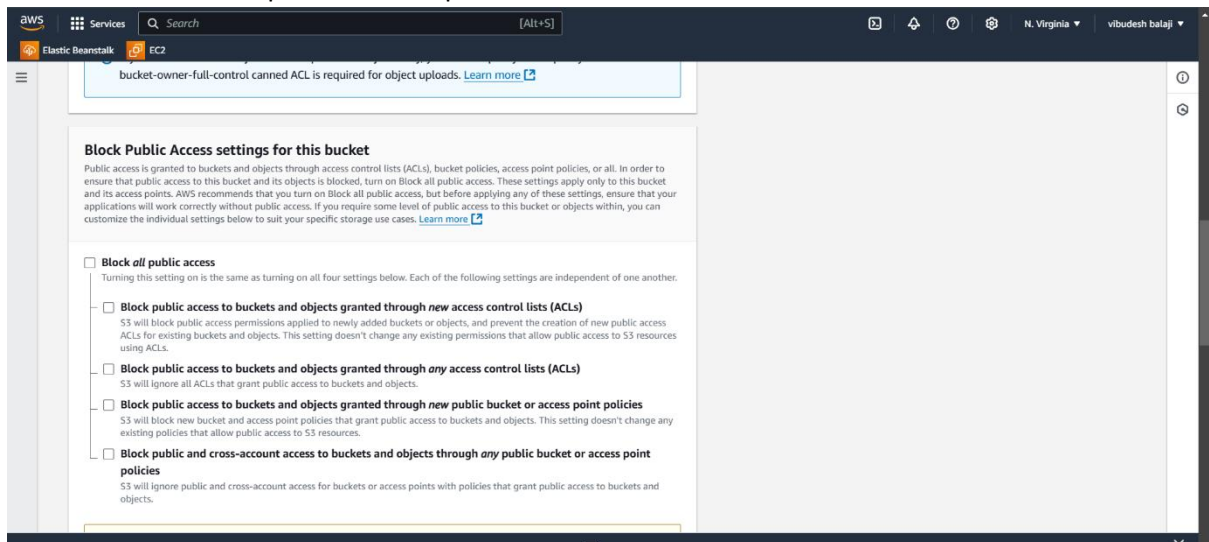 aws
Services
Search
[Alt+S]
N. Virginia ▼
vibudesh balaji ▼
Elastic Beanstalk
EC2
bucket-owner-full-control canned ACL is required for object uploads. Learn more
Block Public Access settings for this bucket
Public access is granted to buckets and objects through access control lists (ACLs), bucket policies, access point policies, or all. In order to
ensure that public access to this bucket and its objects is blocked, turn on Block all public access. These settings apply only to this bucket
and its access points. AWS recommends that you turn on Block all public access, but before applying any of these settings, ensure that your
applications will work correctly without public access. If you require some level of public access to this bucket or objects within, you can
customize the individual settings below to suit your specific storage use cases. Learn more
Block all public access
Turning this setting on is the same as turning on all four settings below. Each of the following settings are independent of one another.
Block public access to buckets and objects granted through new access control lists (ACLs)
S3 will block public access permissions applied to newly added buckets or objects, and prevent the creation of new public access
ACLs for existing buckets and objects. This setting doesn't change any existing permissions that allow public access to S3 resources
using ACLs.
Block public access to buckets and objects granted through any access control lists (ACLs)
S3 will ignore all ACLs that grant public access to buckets and objects.
Block public access to buckets and objects granted through new public bucket or access point policies
S3 will block new bucket and access point policies that grant public access to buckets and objects. This setting doesn't change any
existing policies that allow public access to S3 resources.
Block public and cross-account access to buckets and objects through any public bucket or access point
policies
S3 will ignore public and cross-account access for buckets or access points with policies that grant public access to buckets and
objects.